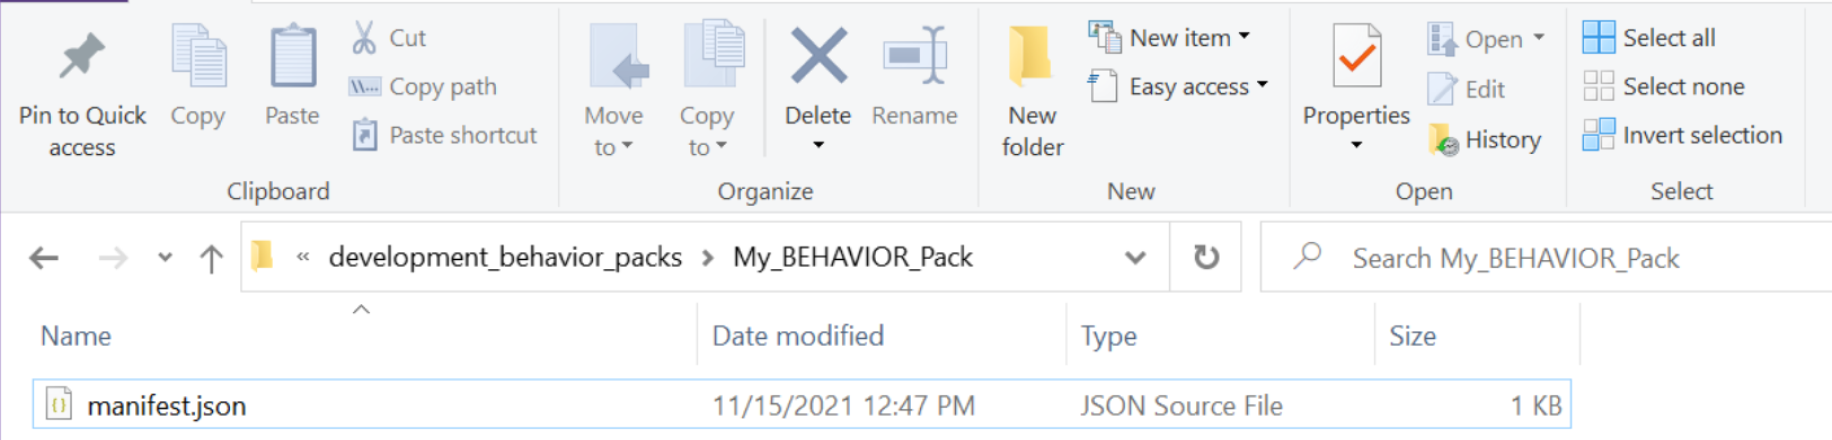 Pin to Quick access
Copy
Paste
Cut
Copy path
Paste shortcut
Clipboard
Move to
Copy to
Delete
Rename
Organize
New folder
New item
Easy access
New
Properties
Open
Edit
History
Open
Select all
Select none
Invert selection
Select
« development_behavior_packs > My_BEHAVIOR_Pack
Search My_BEHAVIOR_Pack
Name Date modified Type Size
manifest.json 11/15/2021 12:47 PM JSON Source File 1 KB